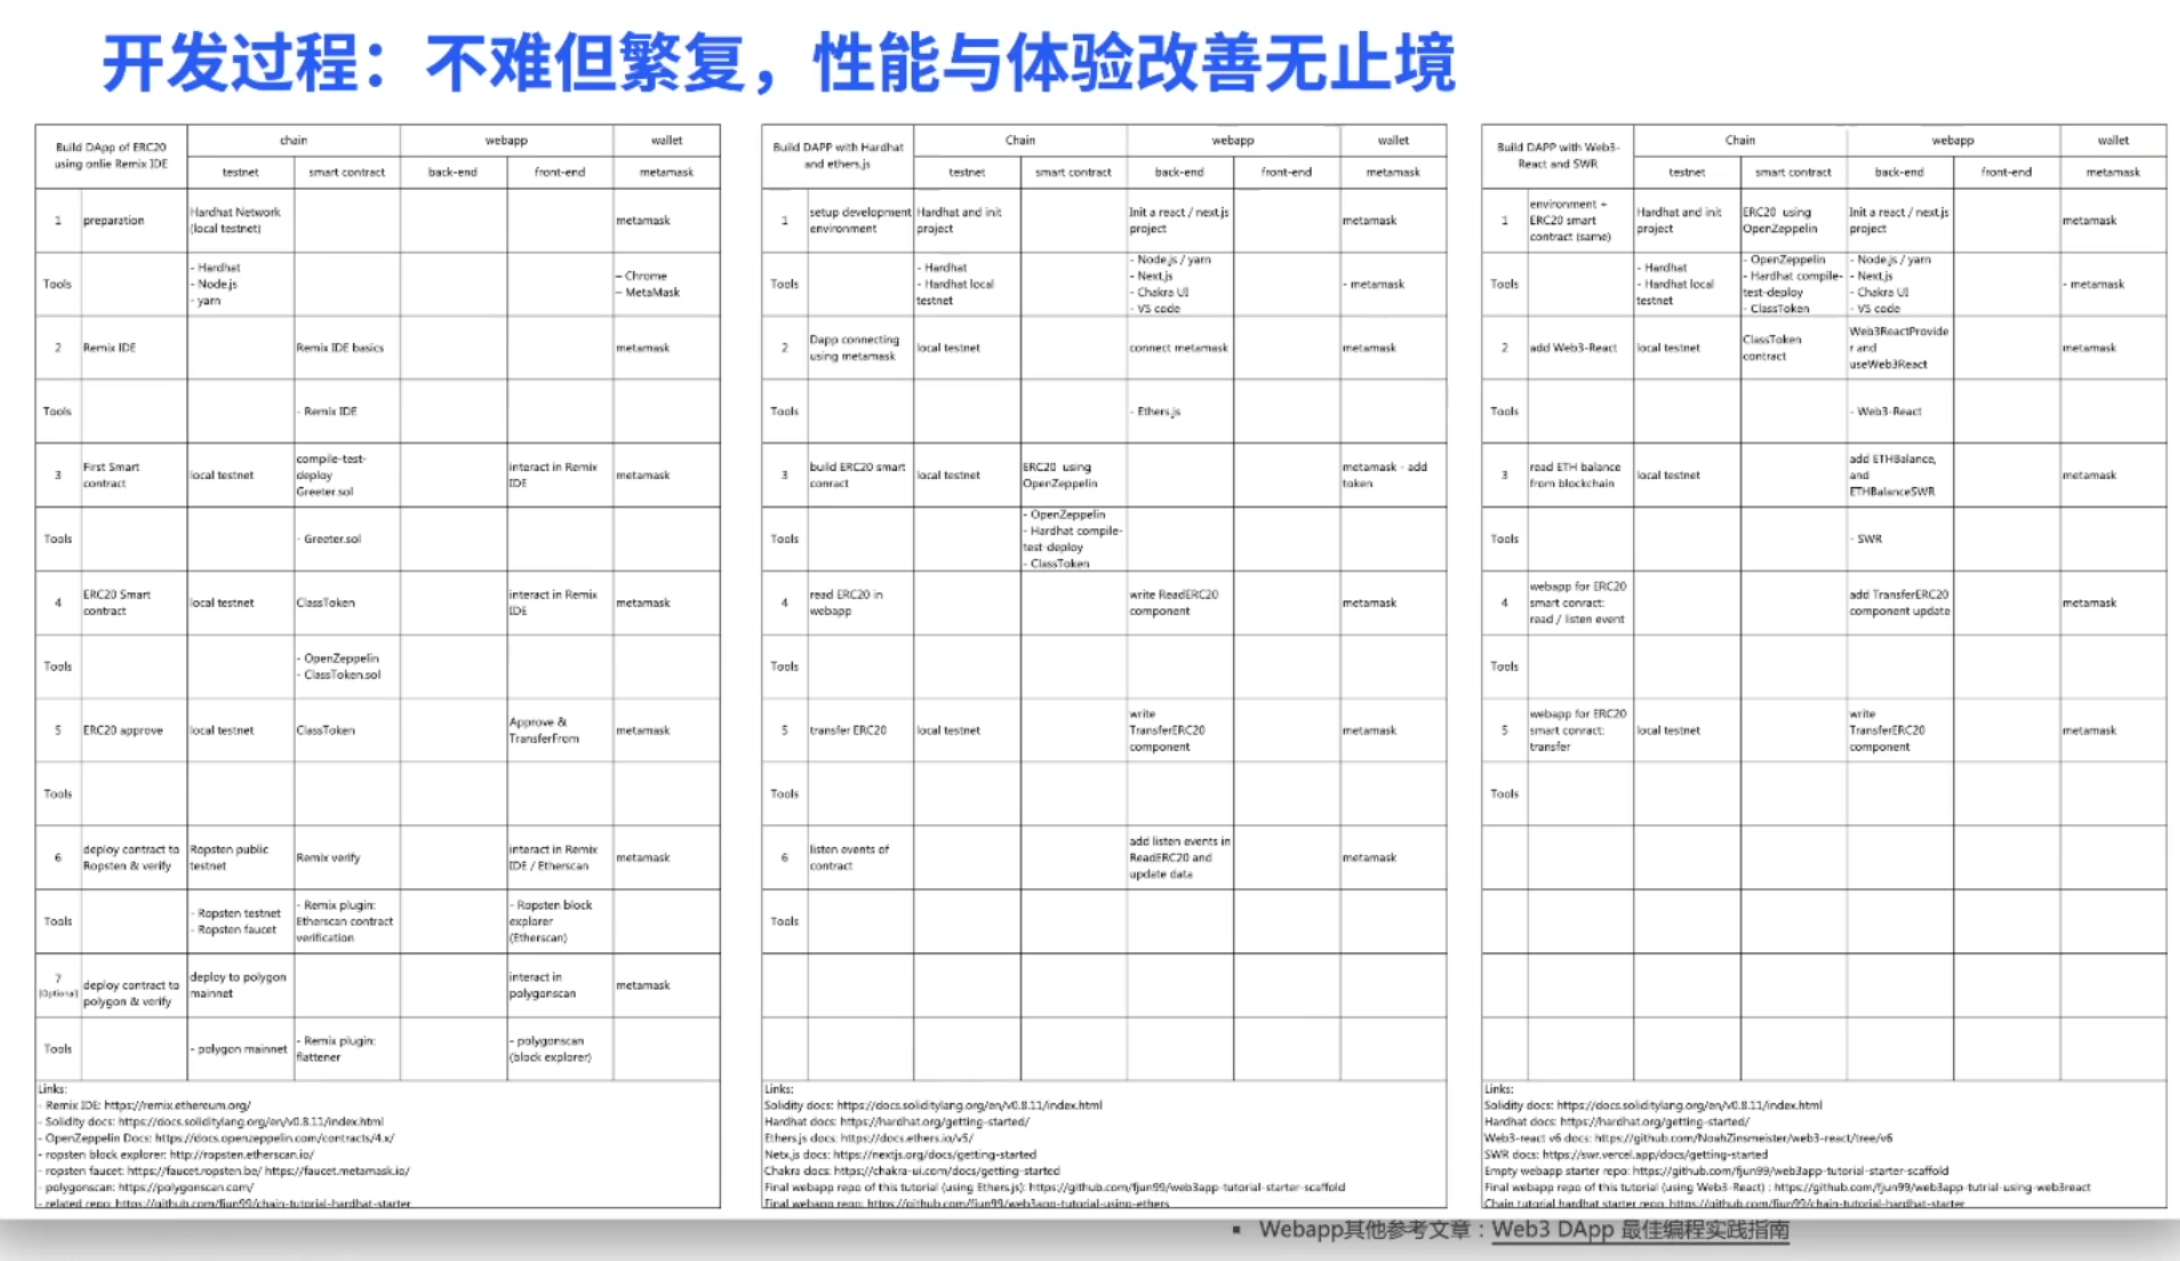 开发过程：不难但繁复，性能与体验改善无止境
Build DApp of ERC20
using onlie Remix IDE
chain
webapp
wallet
testnet
smart contract
back-end
front-end
metamask
1
preparation
Hardhat Network
(local testnet)
metamask
Tools
- Hardhat
- Node.js
- yarn
– Chrome
– MetaMask
2
Remix IDE
Remix IDE basics
metamask
Tools
- Remix IDE
3
First Smart
contract
local testnet
compile-test-
deploy
Greeter.sol
interact in Remix
IDE
metamask
Tools
- Greeter.sol
4
ERC20 Smart
contract
local testnet
ClassToken
interact in Remix
IDE
metamask
Tools
- OpenZeppelin
- ClassToken.sol
5
ERC20 approve
local testnet
ClassToken
Approve &
TransferFrom
metamask
Tools
6
deploy contract to
Ropsten & verify
Ropsten public
testnet
Remix verify
interact in Remix
IDE / Etherscan
metamask
Tools
- Ropsten testnet
- Ropsten faucet
- Remix plugin:
Etherscan contract
verification
- Ropsten block
explorer
(Etherscan)
7
(Optional)
deploy contract to
polygon & verify
deploy to polygon
mainnet
interact in
polygonscan
metamask
Tools
- polygon mainnet
- Remix plugin:
flattener
- polygonscan
(block explorer)
Links:
- Remix IDE: https://remix.ethereum.org/
- Solidity docs: https://docs.soliditylang.org/en/v0.8.11/index.html
- OpenZeppelin Docs: https://docs.openzeppelin.com/contracts/4.x/
- ropsten block explorer: http://ropsten.etherscan.io/
- ropsten faucet: https://faucet.ropsten.be/ https://faucet.metamask.io/
- polygonscan: https://polygonscan.com/
- related repo: https://github.com/fjun99/chain-tutorial-hardhat-starter
Build DAPP with Hardhat
and ethers.js
Chain
webapp
wallet
testnet
smart contract
back-end
front-end
metamask
1
setup development
environment
Hardhat and init
project
Init a react / next.js
project
metamask
Tools
- Hardhat
- Hardhat local
testnet
- Node.js / yarn
- Next.js
- Chakra UI
- VS code
- metamask
2
Dapp connecting
using metamask
local testnet
connect metamask
metamask
Tools
- Ethers.js
3
build ERC20 smart
conract
local testnet
ERC20 using
OpenZeppelin
metamask - add
token
Tools
- OpenZeppelin
- Hardhat compile-
test-deploy
- ClassToken
4
read ERC20 in
webapp
write ReadERC20
component
metamask
Tools
5
transfer ERC20
local testnet
write
TransferERC20
component
metamask
Tools
6
listen events of
contract
add listen events in
ReadERC20 and
update data
metamask
Tools
Links:
Solidity docs: https://docs.soliditylang.org/en/v0.8.11/index.html
Hardhat docs: https://hardhat.org/getting-started/
Ethers.js docs: https://docs.ethers.io/v5/
Netx.js docs: https://nextjs.org/docs/getting-started
Chakra docs: https://chakra-ui.com/docs/getting-started
Final webapp repo of this tutorial (using Ethers.js): https://github.com/fjun99/web3app-tutorial-starter-scaffold
Final webapp repo: https://github.com/fjun99/web3app-tutorial-using-ethers
Build DAPP with Web3-
React and SWR
Chain
webapp
wallet
testnet
smart contract
back-end
front-end
metamask
1
environment +
ERC20 smart
contract (same)
Hardhat and init
project
ERC20 using
OpenZeppelin
Init a react / next.js
project
metamask
Tools
- Hardhat
- Hardhat local
testnet
- OpenZeppelin
- Hardhat compile-
test-deploy
- ClassToken
- Node.js / yarn
- Next.js
- Chakra UI
- VS code
- metamask
2
add Web3-React
local testnet
ClassToken
contract
Web3ReactProvide
r and
useWeb3React
metamask
Tools
- Web3-React
3
read ETH balance
from blockchain
local testnet
add ETHBalance,
and
ETHBalanceSWR
metamask
Tools
- SWR
4
webapp for ERC20
smart conract:
read / listen event
add TransferERC20
component update
metamask
Tools
5
webapp for ERC20
smart conract:
transfer
local testnet
write
TransferERC20
component
metamask
Tools
Links:
Solidity docs: https://docs.soliditylang.org/en/v0.8.11/index.html
Hardhat docs: https://hardhat.org/getting-started/
Web3-react v6 docs: https://github.com/NoahZinsmeister/web3-react/tree/v6
SWR docs: https://swr.vercel.app/docs/getting-started
Empty webapp starter repo: https://github.com/fjun99/web3app-tutorial-starter-scaffold
Final webapp repo of this tutorial (using Web3-React) : https://github.com/fjun99/web3app-tutrial-using-web3react
Chain tutorial hardhat starter repo: https://github.com/fjun99/chain-tutorial-hardhat-starter
▪ Webapp其他参考文章：Web3 DApp 最佳编程实践指南